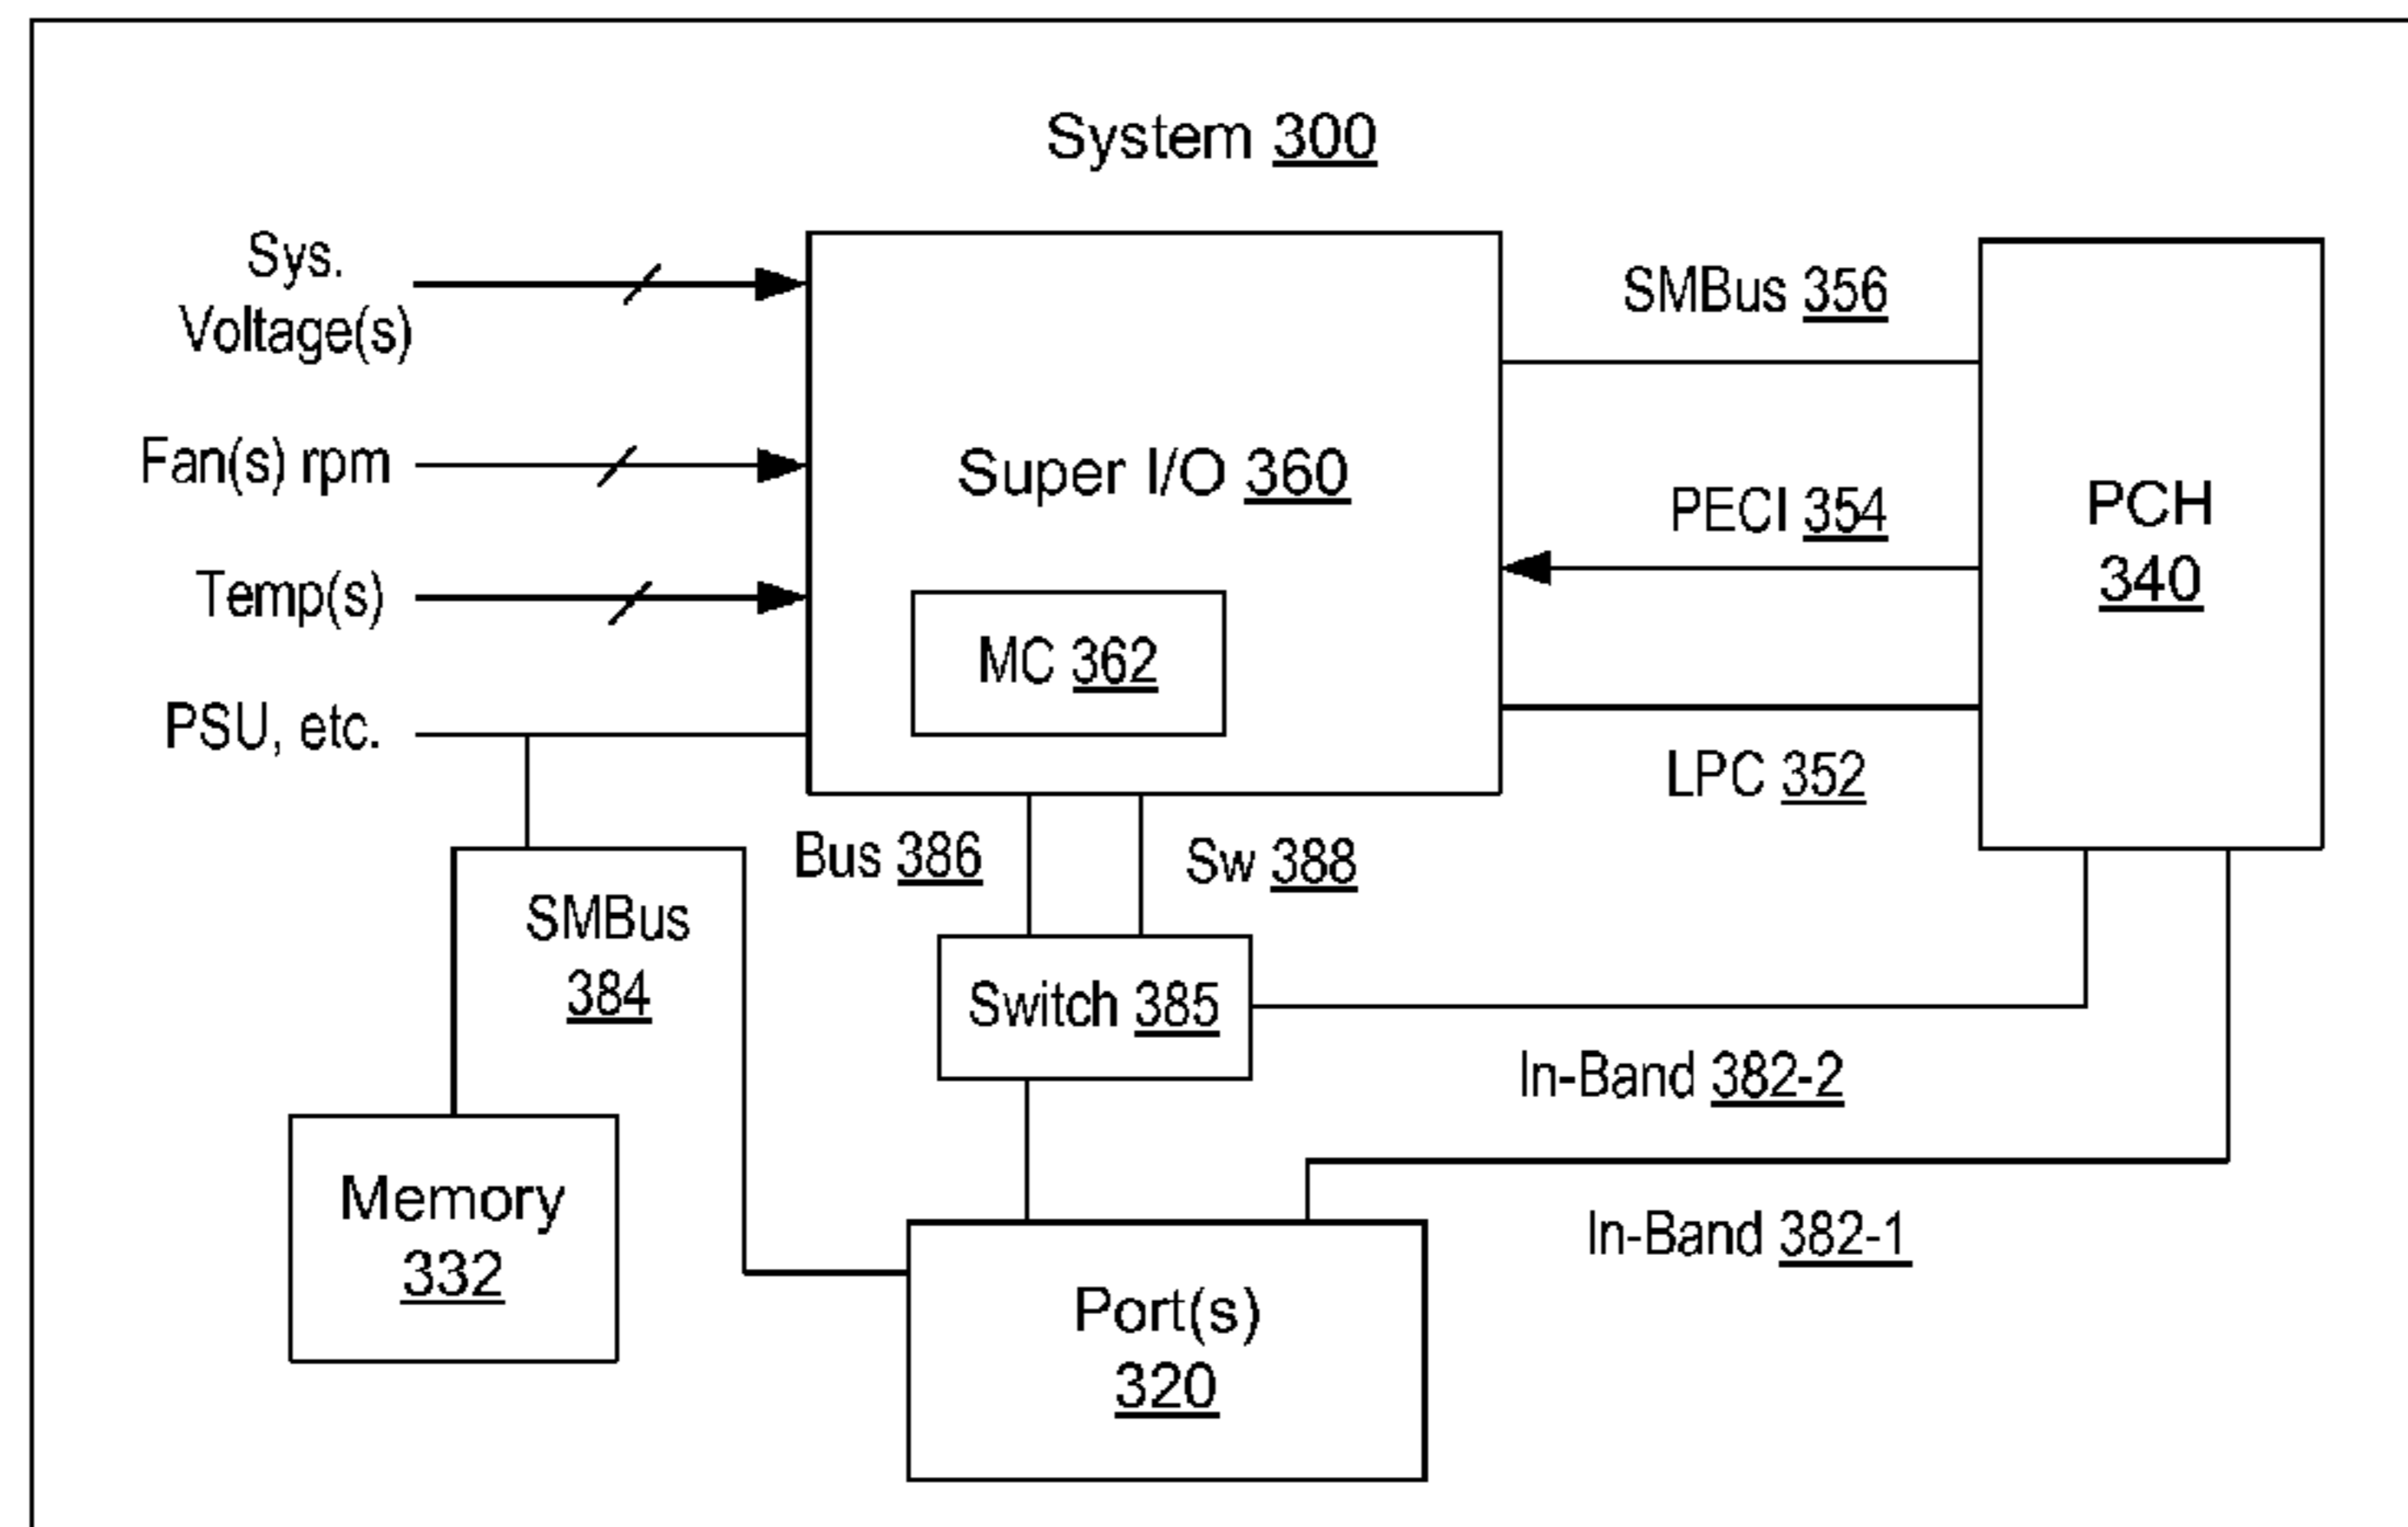 System 300
Sys.
Voltage(s)
SMBus 356
Fan(s) rpm
Super I/O 360
PECI 354
PCH
340
Temp(s)
MC 362
PSU, etc.
LPC 352
Bus 386
Sw 388
SMBus
384
Switch 385
In-Band 382-2
Memory
332
In-Band 382-1
Port(s)
320